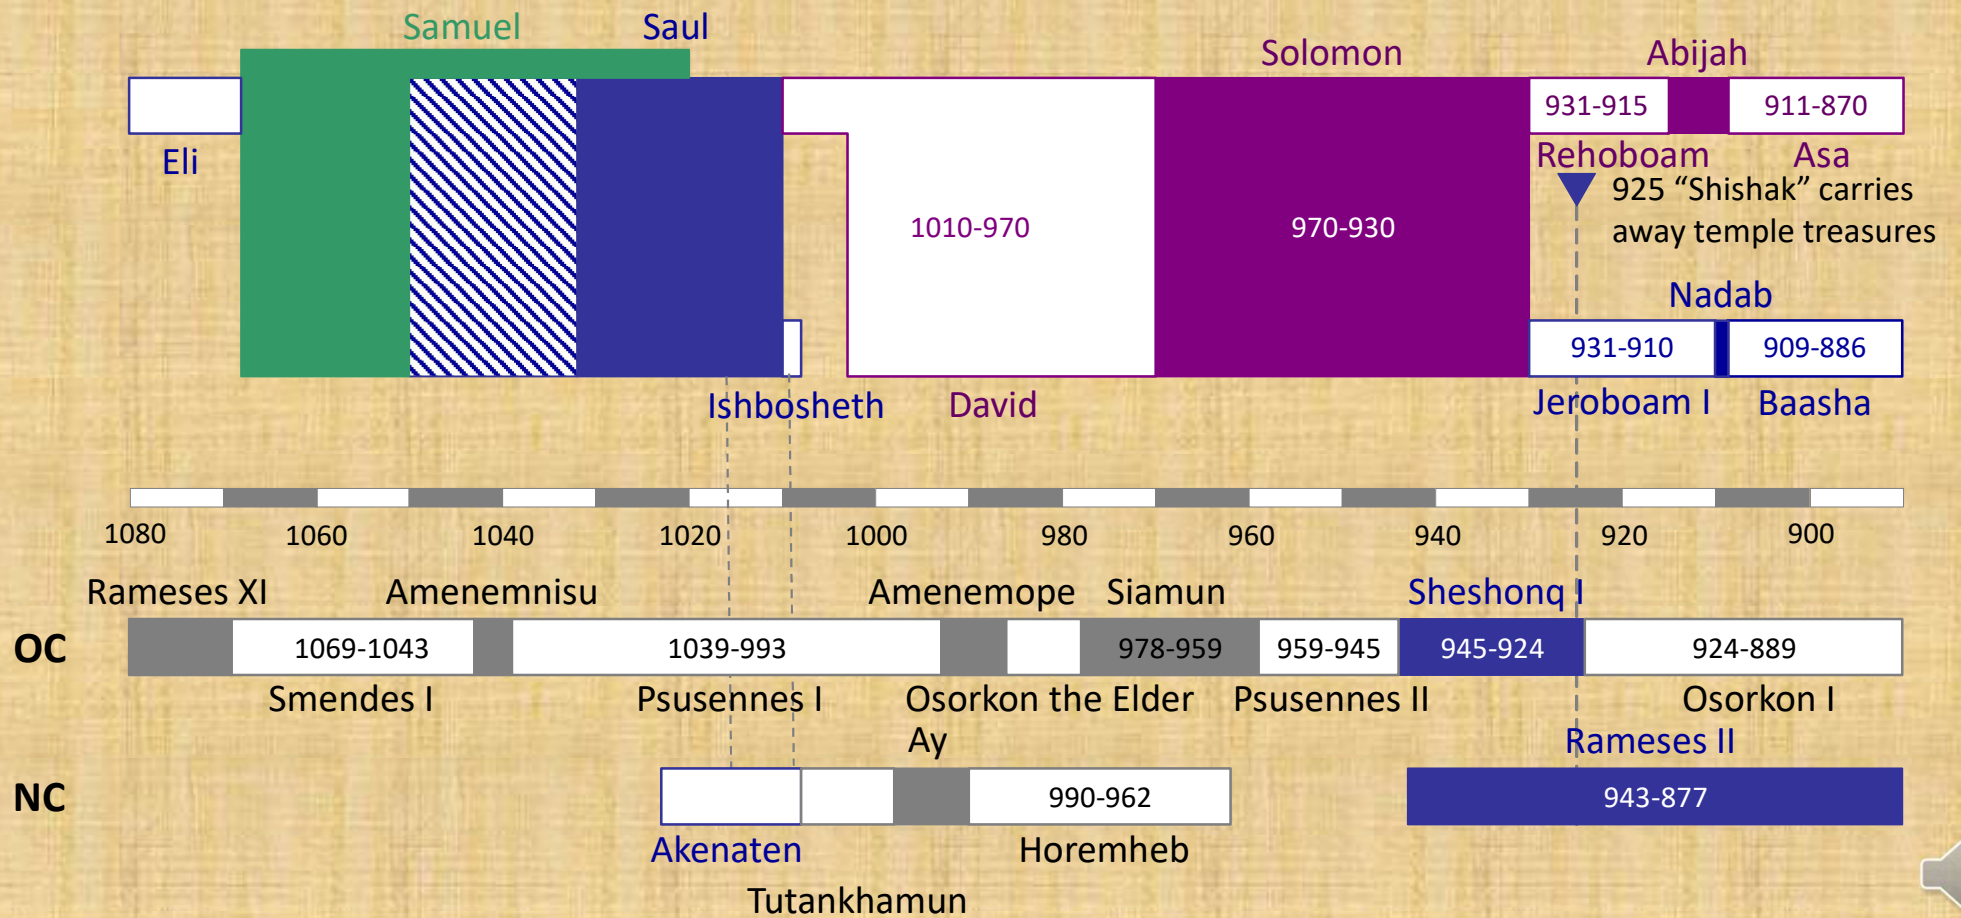 Samuel
Saul
Solomon
Abijah
931-915
911-870
Eli
Rehoboam
Asa
925 “Shishak” carries
away temple treasures
1010-970
970-930
Nadab
931-910
909-886
Ishbosheth
David
Jeroboam I
Baasha
1080
1060
1040
1020
1000
980
960
940
920
900
Rameses XI
Amenemnisu
Amenemope
Siamun
Sheshonq I
OC
1069-1043
1039-993
978-959
959-945
945-924
924-889
Smendes I
Psusennes I
Osorkon the Elder
Psusennes II
Osorkon I
Ay
Rameses II
NC
990-962
943-877
Akenaten
Horemheb
Tutankhamun